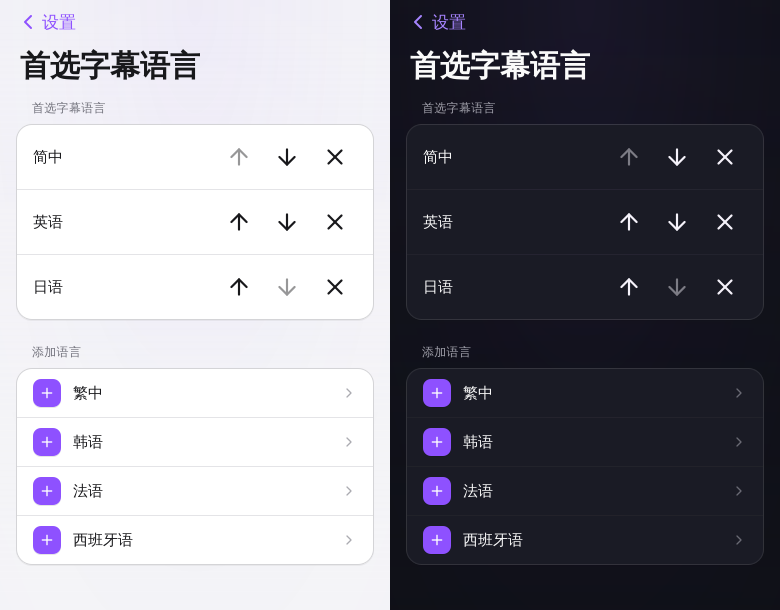 设置
首选字幕语言
首选字幕语言
简中
英语
日语
添加语言
繁中
韩语
法语
西班牙语
设置
首选字幕语言
首选字幕语言
简中
英语
日语
添加语言
繁中
韩语
法语
西班牙语